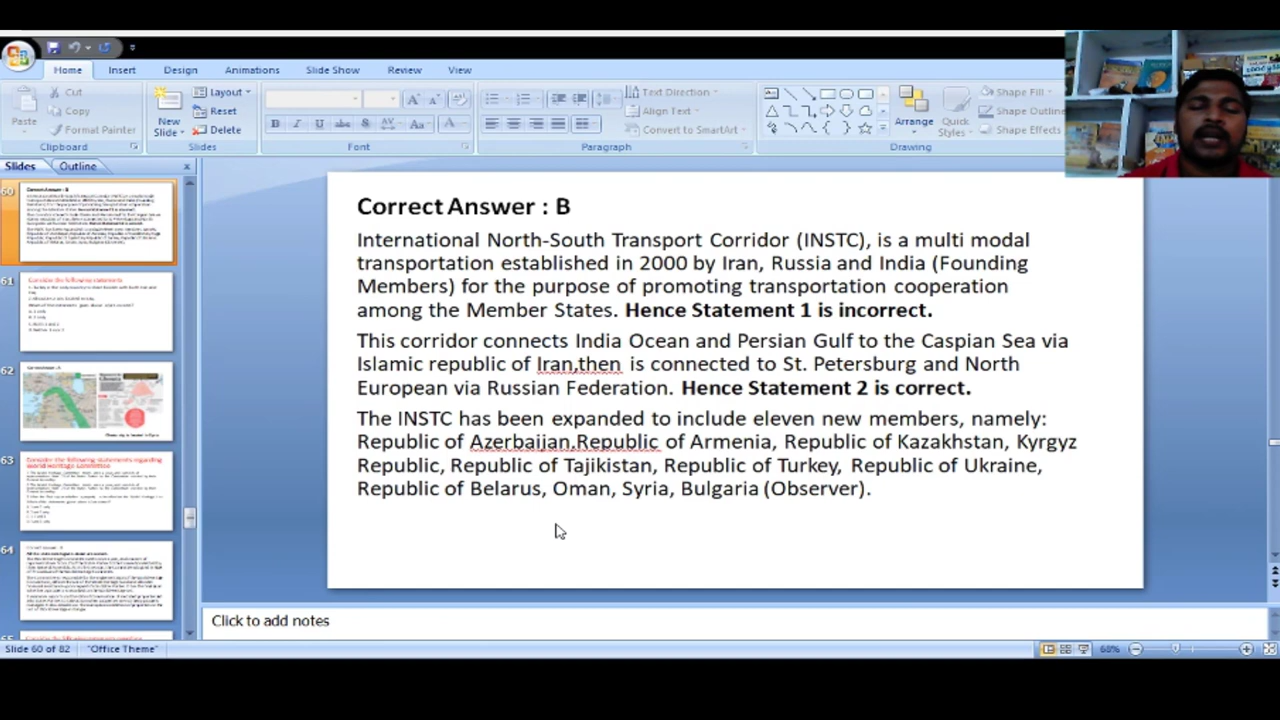 Home Insert Design Animations Slide Show Review View
Cut Layout Text Direction Shape Fill
Copy Reset Align Text Shape Outline
Paste Format Painter New Slide Delete Convert to SmartArt Arrange Quick Styles Shape Effects
Clipboard Slides Font Paragraph Drawing
Slides Outline
60
61
62
63
64
Correct Answer : B
International North-South Transport Corridor (INSTC), is a multi modal
transportation established in 2000 by Iran, Russia and India (Founding
Members) for the purpose of promoting transportation cooperation
among the Member States. Hence Statement 1 is incorrect.
This corridor connects India Ocean and Persian Gulf to the Caspian Sea via
Islamic republic of Iran,then is connected to St. Petersburg and North
European via Russian Federation. Hence Statement 2 is correct.
The INSTC has been expanded to include eleven new members, namely:
Republic of Azerbaijan,Republic of Armenia, Republic of Kazakhstan, Kyrgyz
Republic, Republic of Tajikistan, Republic of Turkey, Republic of Ukraine,
Republic of Belarus, Oman, Syria, Bulgaria (Observer).
Click to add notes
Slide 60 of 82 "Office Theme" 68%